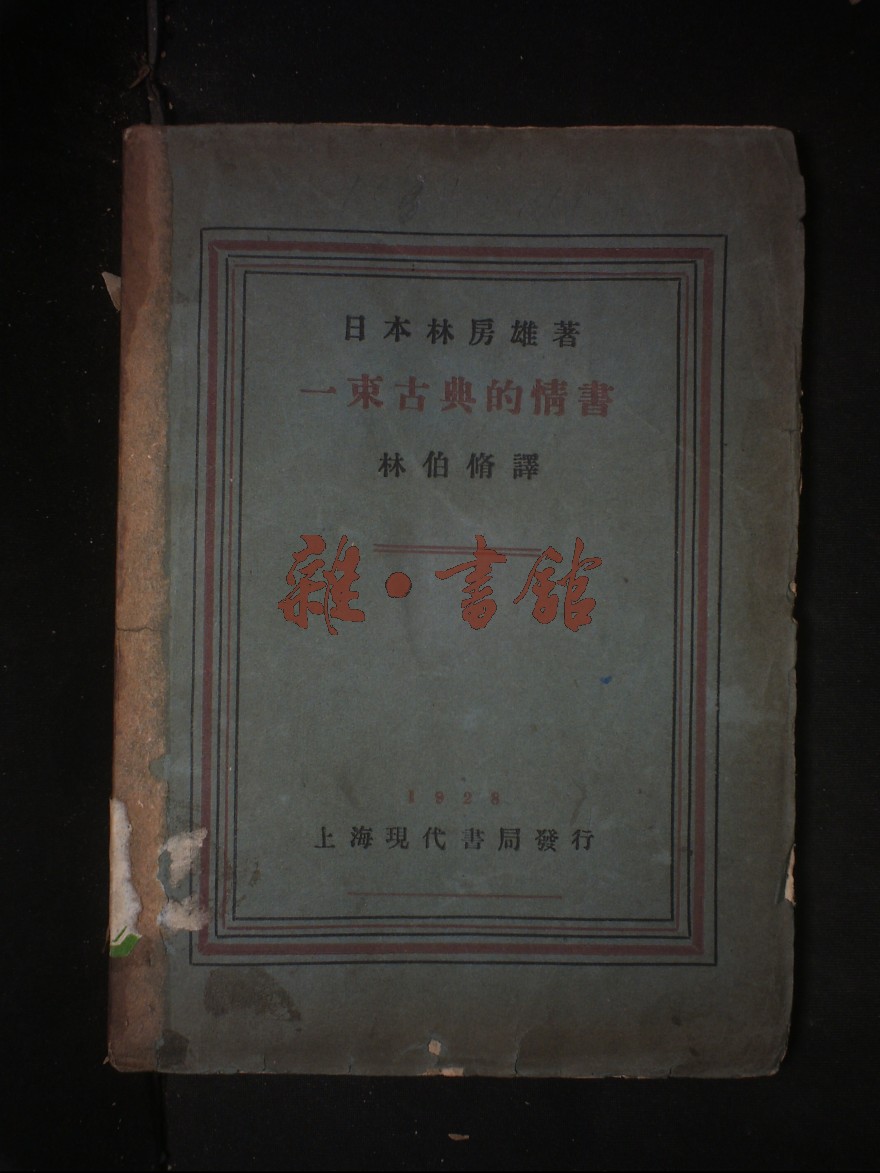 日本林房雄著
一束古典的情書
林伯脩譯
雜·書館
1928
上海現代書局發行